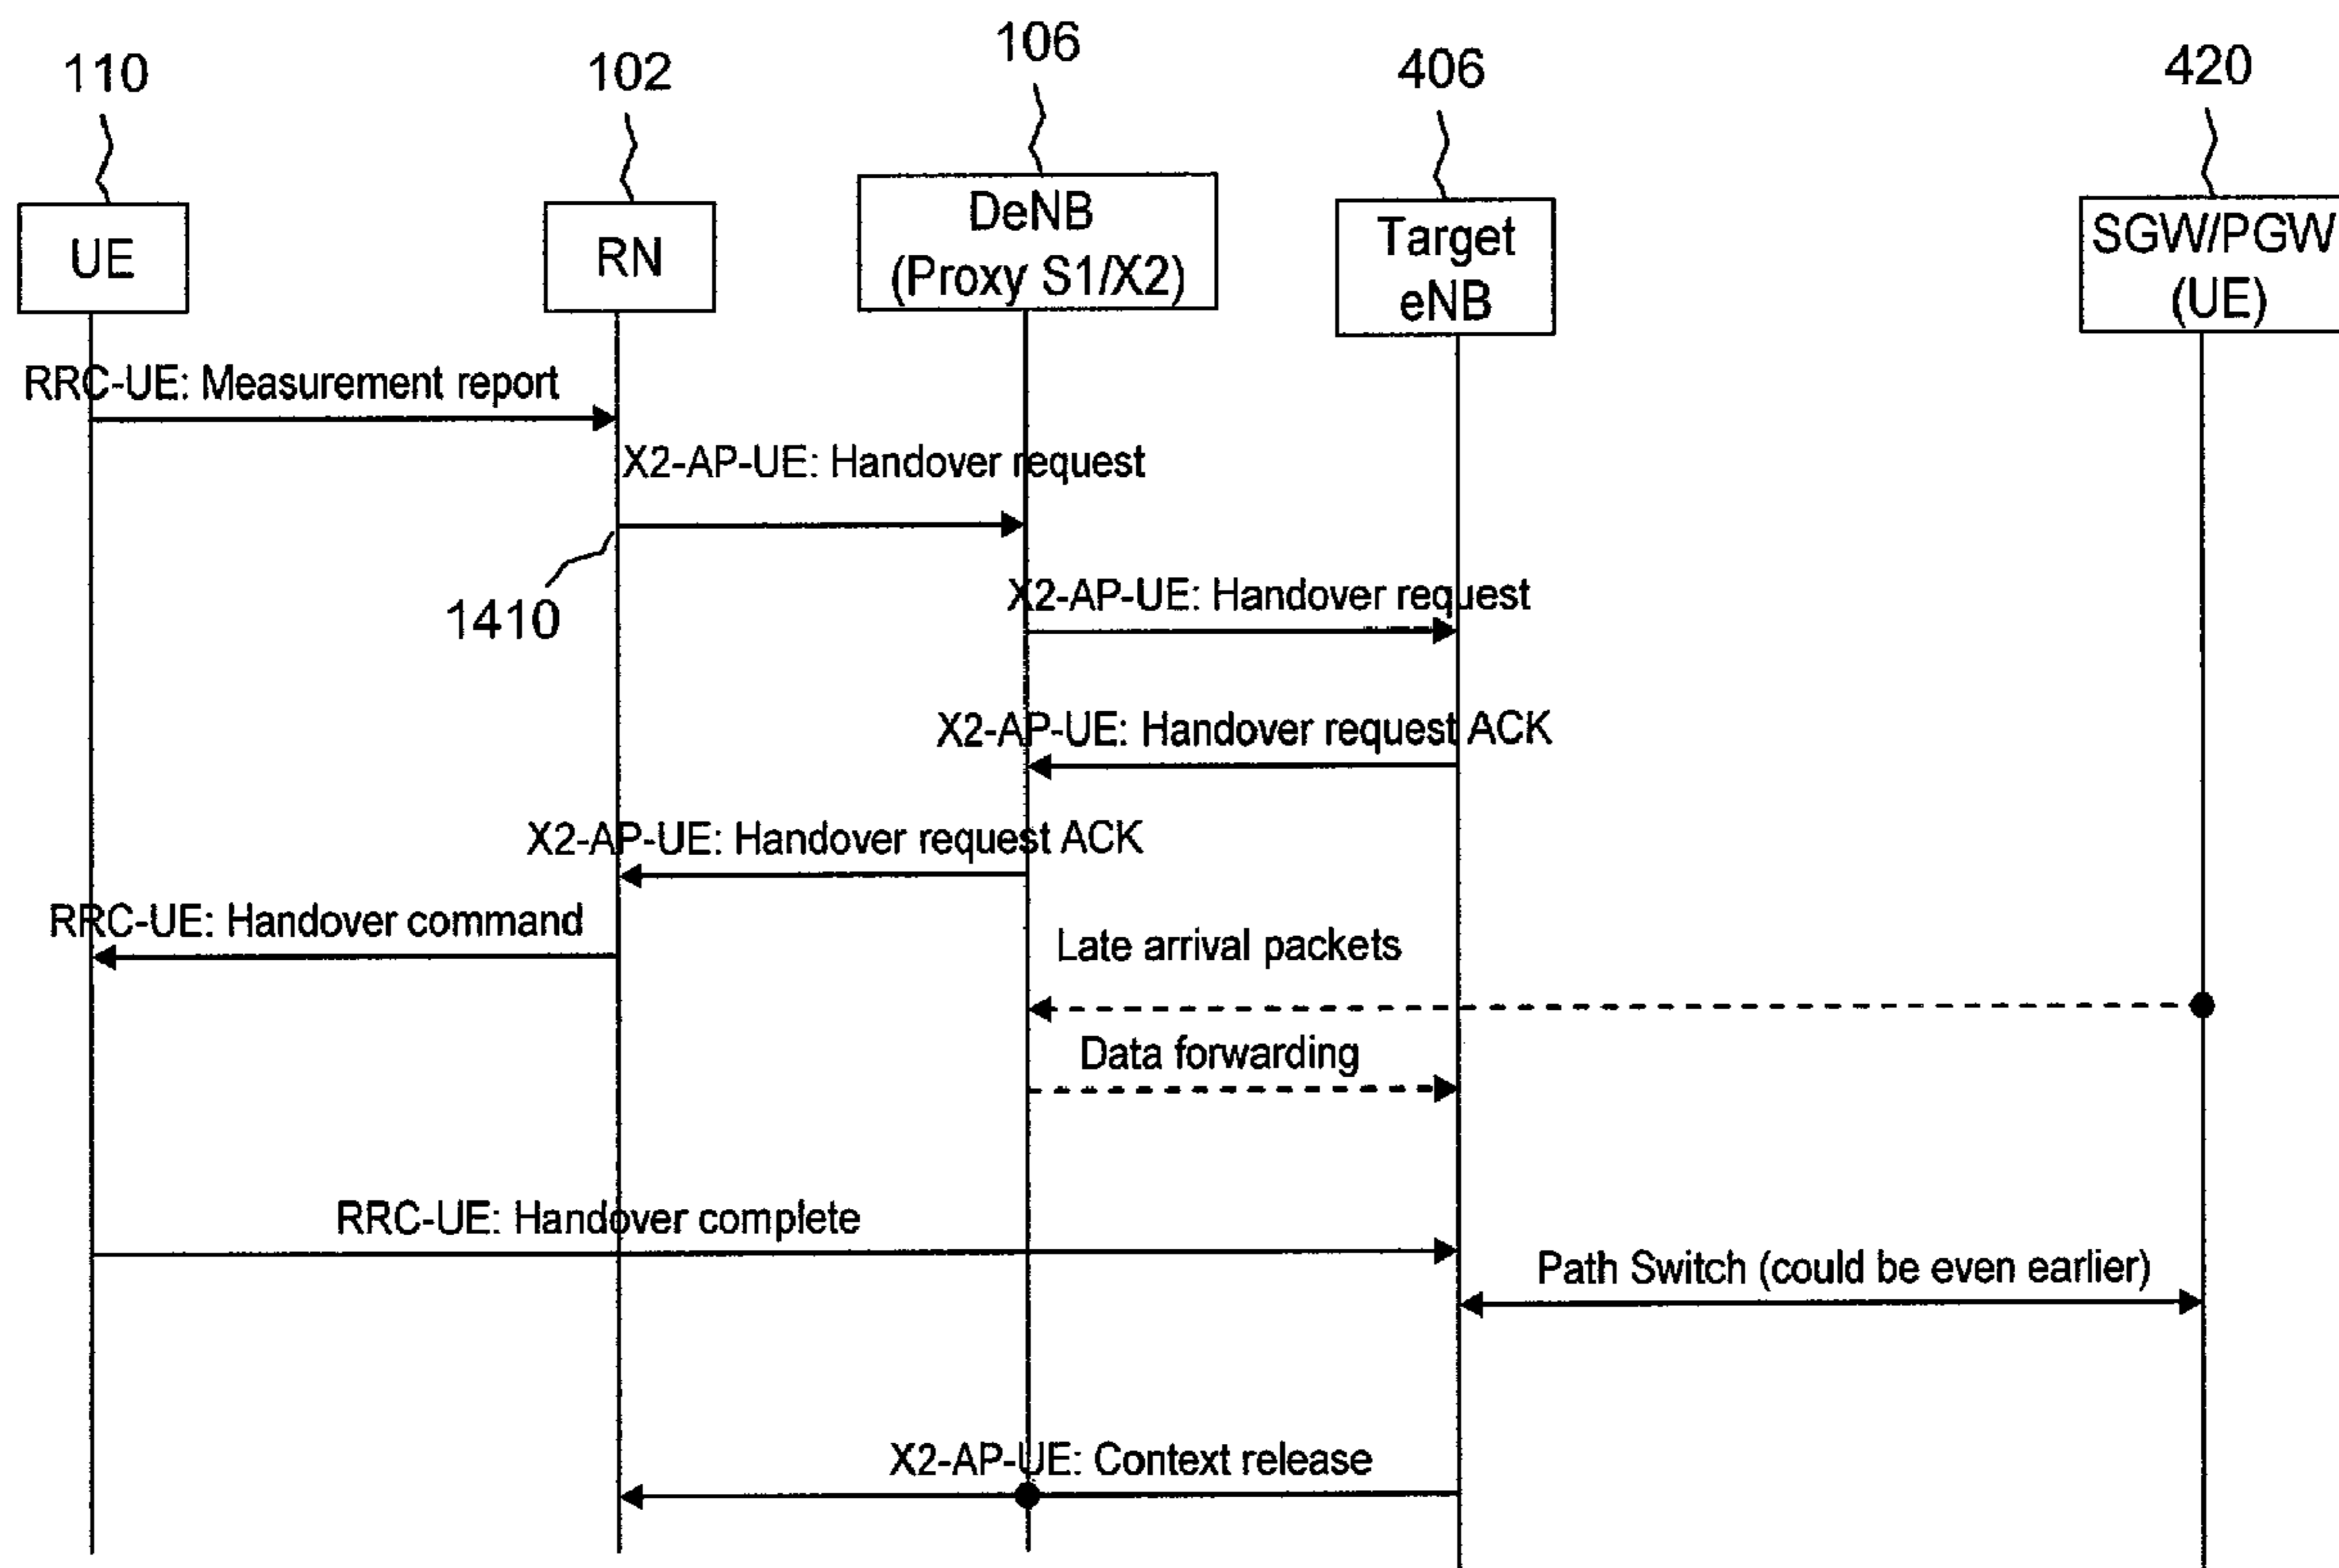 110
102
106
406
420
UE
RN
DeNB
(Proxy S1/X2)
Target
eNB
SGW/PGW
(UE)
RRC-UE: Measurement report
X2-AP-UE: Handover request
1410
X2-AP-UE: Handover request
X2-AP-UE: Handover request ACK
X2-AP-UE: Handover request ACK
RRC-UE: Handover command
Late arrival packets
Data forwarding
RRC-UE: Handover complete
Path Switch (could be even earlier)
X2-AP-UE: Context release